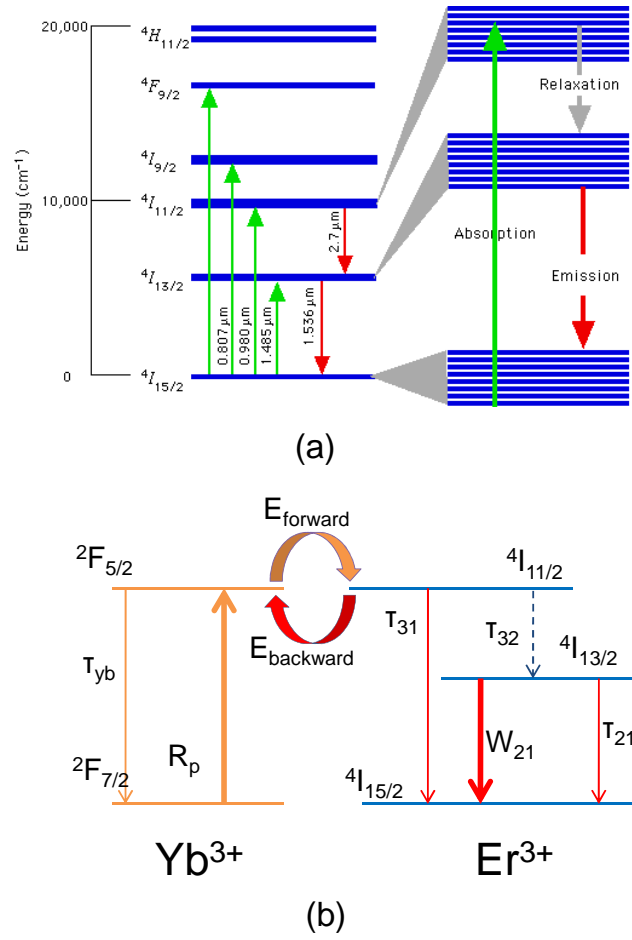 20,000
10,000
0
Energy (cm⁻¹)
⁴H₁₁/₂
⁴F₉/₂
⁴I₉/₂
⁴I₁₁/₂
⁴I₁₃/₂
⁴I₁₅/₂
0.807 µm
0.980 µm
1.485 µm
2.7 µm
1.536 µm
Relaxation
Absorption
Emission
(a)
E_forward
²F₅/₂
⁴I₁₁/₂
τ₃₁
τ₃₂
⁴I₁₃/₂
E_backward
τ_yb
R_p
W₂₁
τ₂₁
²F₇/₂
⁴I₁₅/₂
Yb³⁺
Er³⁺
(b)